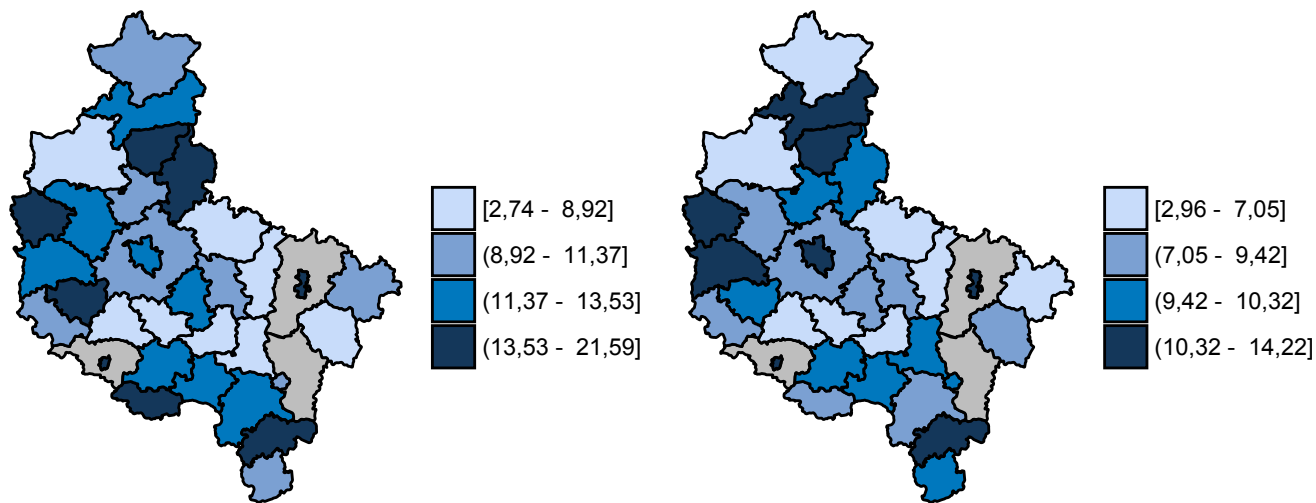 [2,74 - 8,92]
(8,92 - 11,37]
(11,37 - 13,53]
(13,53 - 21,59]
[2,96 - 7,05]
(7,05 - 9,42]
(9,42 - 10,32]
(10,32 - 14,22]